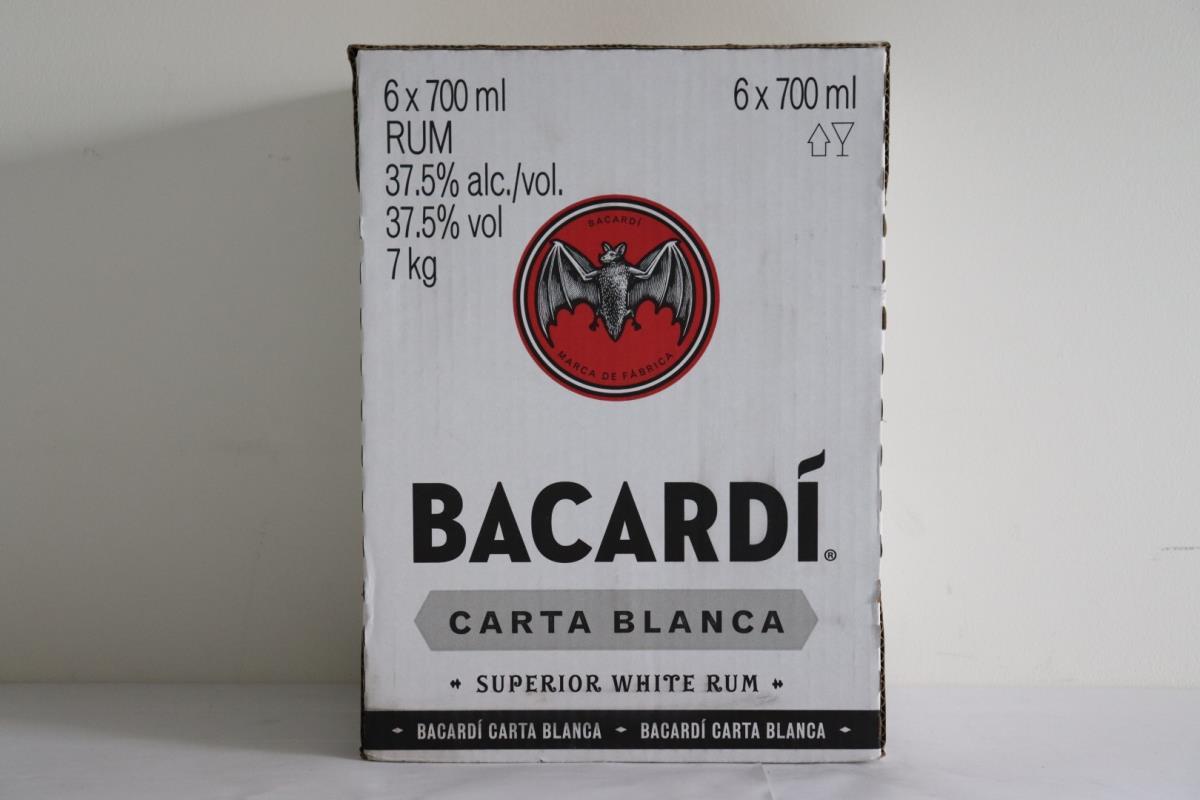 6 x 700 ml
RUM
37.5% alc./vol.
37.5% vol
7 kg
6 x 700 ml
BACARDÍ
MARCA DE FÁBRICA
BACARDÍ®
CARTA BLANCA
SUPERIOR WHITE RUM
BACARDÍ CARTA BLANCA BACARDÍ CARTA BLANCA